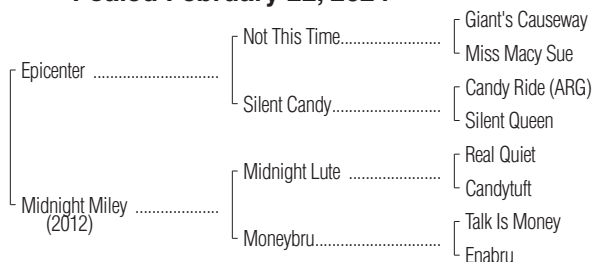 Foaled February 22, 2024
Giant's Causeway
Not This Time
Miss Macy Sue
Epicenter
Candy Ride (ARG)
Silent Candy
Silent Queen
Real Quiet
Midnight Lute
Candytuft
Midnight Miley
(2012)
Talk Is Money
Moneybru
Enabru